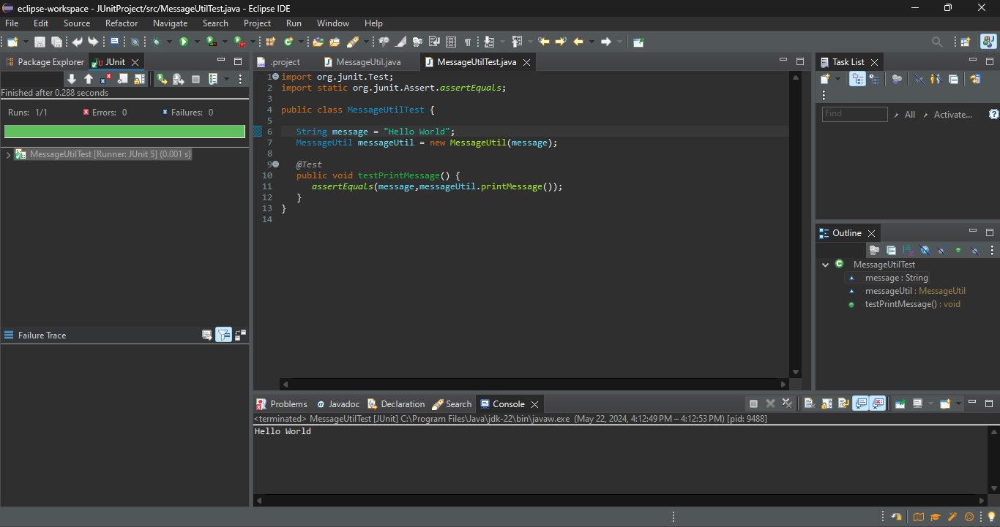 eclipse-workspace - JUnitProject/src/MessageUtilTest.java - Eclipse IDE
File Edit Source Refactor Navigate Search Project Run Window Help
Package Explorer JUnit
Finished after 0.288 seconds
Runs: 1/1 Errors: 0 Failures: 0
MessageUtilTest [Runner: JUnit 5] (0.001 s)
Failure Trace
.project MessageUtil.java MessageUtilTest.java
1 import org.junit.Test;
2 import static org.junit.Assert.assertEquals;
3
4 public class MessageUtilTest {
5
6 String message = "Hello World";
7 MessageUtil messageUtil = new MessageUtil(message);
8
9 @Test
10 public void testPrintMessage() {
11 assertEquals(message,messageUtil.printMessage());
12 }
13 }
14
Task List
Find All Activate...
Outline
MessageUtilTest
message : String
messageUtil : MessageUtil
testPrintMessage() : void
Problems Javadoc Declaration Search Console
<terminated> MessageUtilTest [JUnit] C:\Program Files\Java\jdk-22\bin\javaw.exe (May 22, 2024, 4:12:49 PM – 4:12:53 PM) [pid: 9488]
Hello World